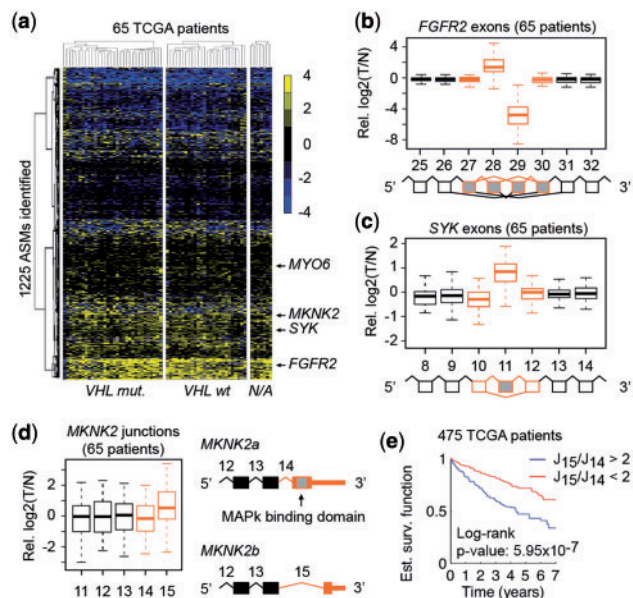 (a)
65 TCGA patients
1225 ASMs identified
4
2
0
-2
-4
MYO6
MKNK2
SYK
FGFR2
VHL mut.
VHL wt
N/A
(b)
FGFR2 exons (65 patients)
Rel. log2(T/N)
4
0
-4
-8
25 26 27 28 29 30 31 32
5' 3'
(c)
SYK exons (65 patients)
Rel. log2(T/N)
2
1
0
-1
-2
8 9 10 11 12 13 14
5' 3'
(d)
MKNK2 junctions
(65 patients)
Rel. log2(T/N)
2
1
0
-1
-2
11 12 13 14 15
MKNK2a
12 13 14
5' 3'
MAPk binding domain
MKNK2b
12 13 15
5' 3'
(e)
475 TCGA patients
J15/J14 > 2
J15/J14 < 2
Est. surv. function
1
0.5
0
Log-rank
p-value: 5.95x10-7
0 1 2 3 4 5 6 7
Time (years)